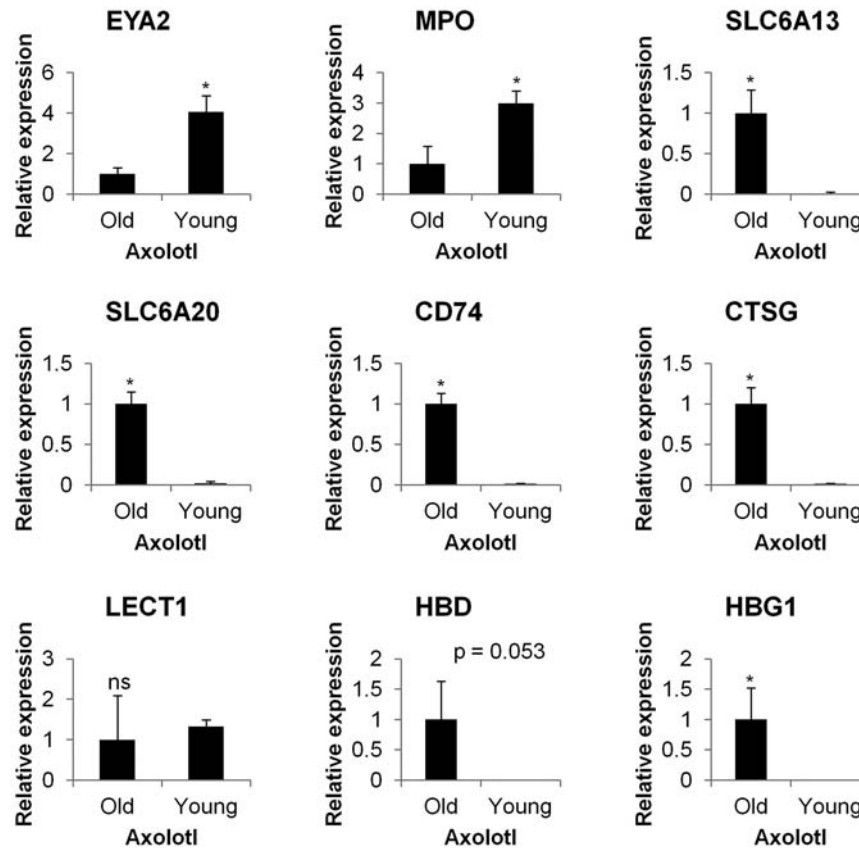 EYA2 MPO SLC6A13
Relative expression 6 4 2 0 * Old Young Axolotl
Relative expression 4 3 2 1 0 * Old Young Axolotl
Relative expression 1.5 1 0.5 0 * Old Young Axolotl
SLC6A20 CD74 CTSG
Relative expression 1.5 1 0.5 0 * Old Young Axolotl
Relative expression 1.5 1 0.5 0 * Old Young Axolotl
Relative expression 1.5 1 0.5 0 * Old Young Axolotl
LECT1 HBD HBG1
Relative expression 3 2 1 0 ns Old Young Axolotl
Relative expression 2 1.5 1 0.5 0 p = 0.053 Old Young Axolotl
Relative expression 2 1.5 1 0.5 0 * Old Young Axolotl